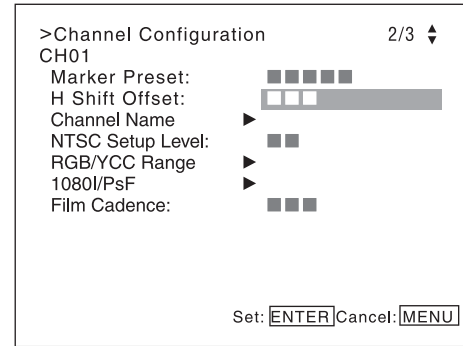 >Channel Configuration 2/3
CH01
Marker Preset: ■■■■■
H Shift Offset: ■■■
Channel Name ▶
NTSC Setup Level: ■■
RGB/YCC Range ▶
1080I/PsF ▶
Film Cadence: ■■■
Set: ENTER Cancel: MENU